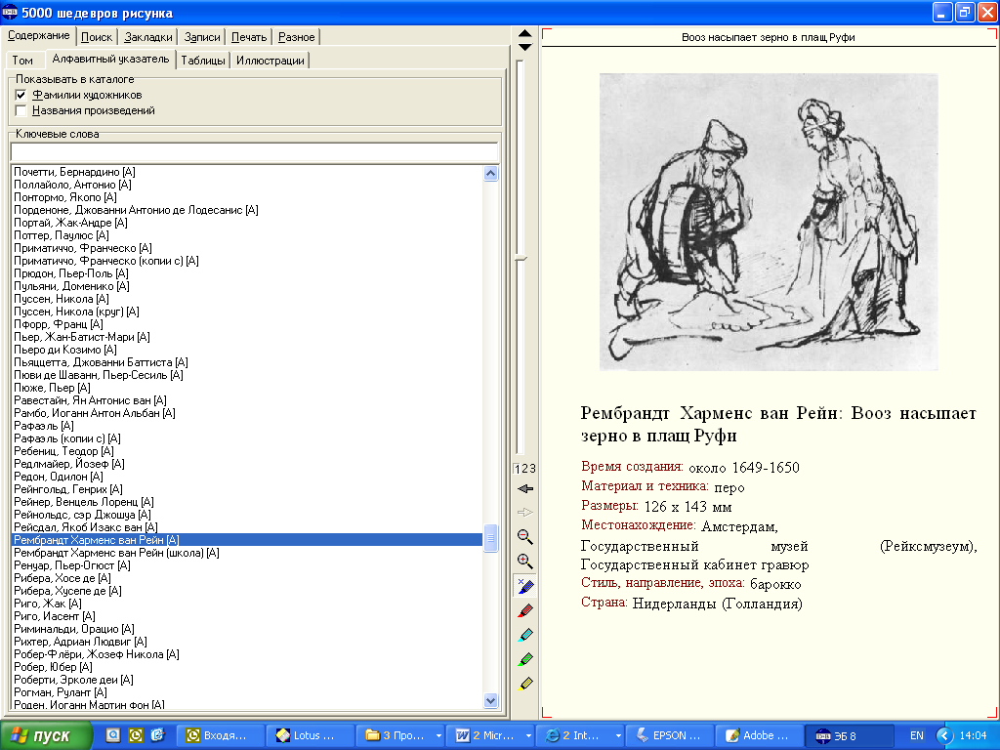 5000 шедевров рисунка
Содержание Поиск Закладки Записи Печать Разное
Том Алфавитный указатель Таблицы Иллюстрации
Показывать в каталоге
Фамилии художников
Названия произведений
Ключевые слова
Почетти, Бернардино [A]
Поллайоло, Антонио [A]
Понтормо, Якопо [A]
Порденоне, Джованни Антонио де Лодесанис [A]
Портай, Жак-Андре [A]
Поттер, Паулюс [A]
Приматиччо, Франческо [A]
Приматиччо, Франческо (копии с) [A]
Прюдон, Пьер-Поль [A]
Пульяни, Доменико [A]
Пуссен, Никола [A]
Пуссен, Никола (круг) [A]
Пфорр, Франц [A]
Пьер, Жан-Батист-Мари [A]
Пьеро ди Козимо [A]
Пьяццетта, Джованни Баттиста [A]
Пюви де Шаванн, Пьер-Сесиль [A]
Пюже, Пьер [A]
Равестайн, Ян Антонис ван [A]
Рамбо, Иоганн Антон Альбан [A]
Рафаэль [A]
Рафаэль (копии с) [A]
Ребениц, Теодор [A]
Редлмайер, Йозеф [A]
Редон, Одилон [A]
Рейнгольд, Генрих [A]
Рейнер, Венцель Лоренц [A]
Рейнольдс, сэр Джошуа [A]
Рейсдал, Якоб Изакс ван [A]
Рембрандт Харменс ван Рейн [A]
Рембрандт Харменс ван Рейн (школа) [A]
Ренуар, Пьер-Огюст [A]
Рибера, Хосе де [A]
Рибера, Хусепе де [A]
Риго, Жак [A]
Риго, Иасент [A]
Риминальди, Орацио [A]
Рихтер, Адриан Людвиг [A]
Робер-Флёри, Жозеф Никола [A]
Робер, Юбер [A]
Роберти, Эрколе деи [A]
Рогман, Рулант [A]
Роден, Иоганн Мартин фон [A]
123
Вооз насыпает зерно в плащ Руфи
Рембрандт Харменс ван Рейн: Вооз насыпает
зерно в плащ Руфи
Время создания: около 1649-1650
Материал и техника: перо
Размеры: 126 x 143 мм
Местонахождение: Амстердам,
Государственный музей (Рейксмузеум),
Государственный кабинет гравюр
Стиль, направление, эпоха: барокко
Страна: Нидерланды (Голландия)
пуск Входя... Lotus ... 3 Про... 2 Micr... 2 Int... EPSON ... Adobe ... ЭБ 8 EN 14:04